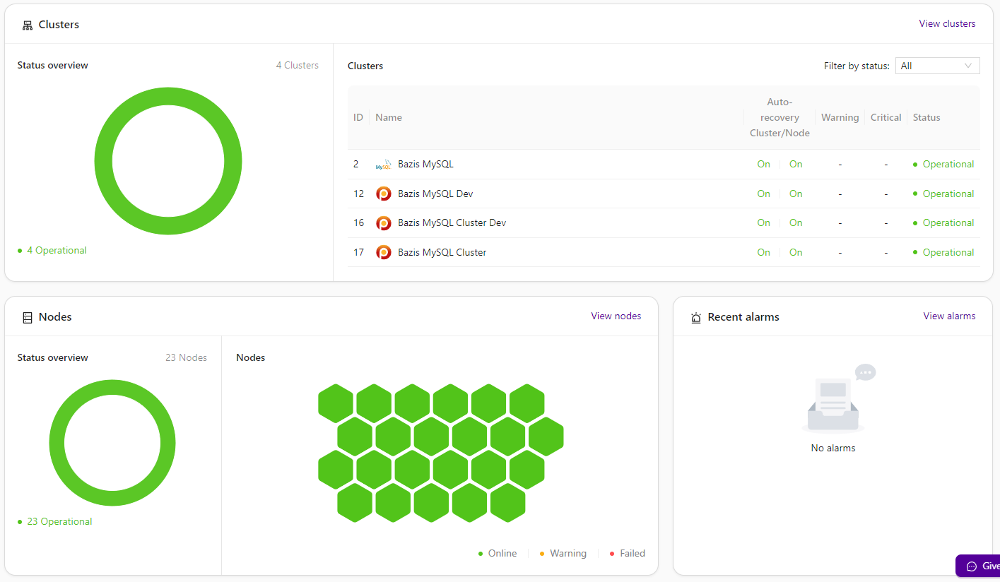 Clusters
View clusters
Status overview
4 Clusters
4 Operational
Clusters
Filter by status: All
ID Name Auto-recovery Cluster/Node Warning Critical Status
2 MySQL Bazis MySQL On On - - Operational
12 Bazis MySQL Dev On On - - Operational
16 Bazis MySQL Cluster Dev On On - - Operational
17 Bazis MySQL Cluster On On - - Operational
Nodes
View nodes
Status overview
23 Nodes
23 Operational
Nodes
Online Warning Failed
Recent alarms
View alarms
No alarms
Give